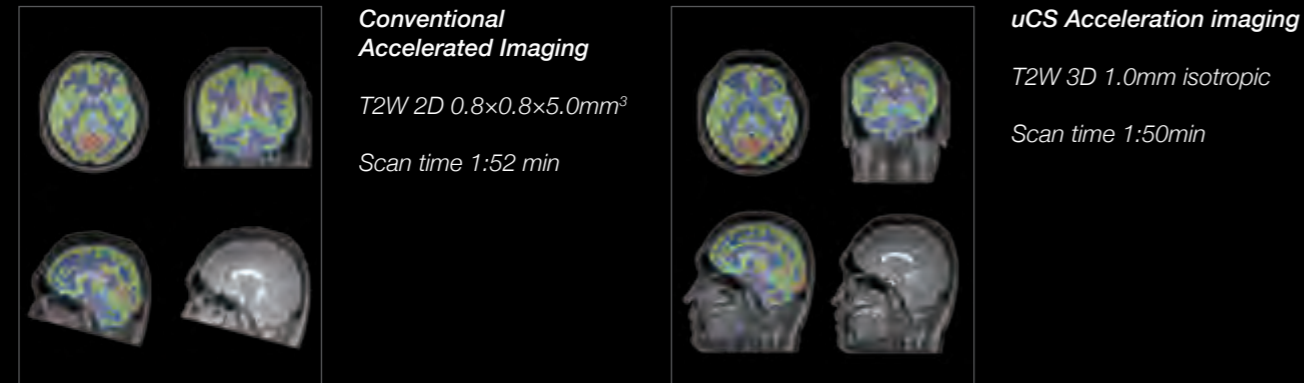 Conventional
Accelerated Imaging
T2W 2D 0.8×0.8×5.0mm³
Scan time 1:52 min
uCS Acceleration imaging
T2W 3D 1.0mm isotropic
Scan time 1:50min